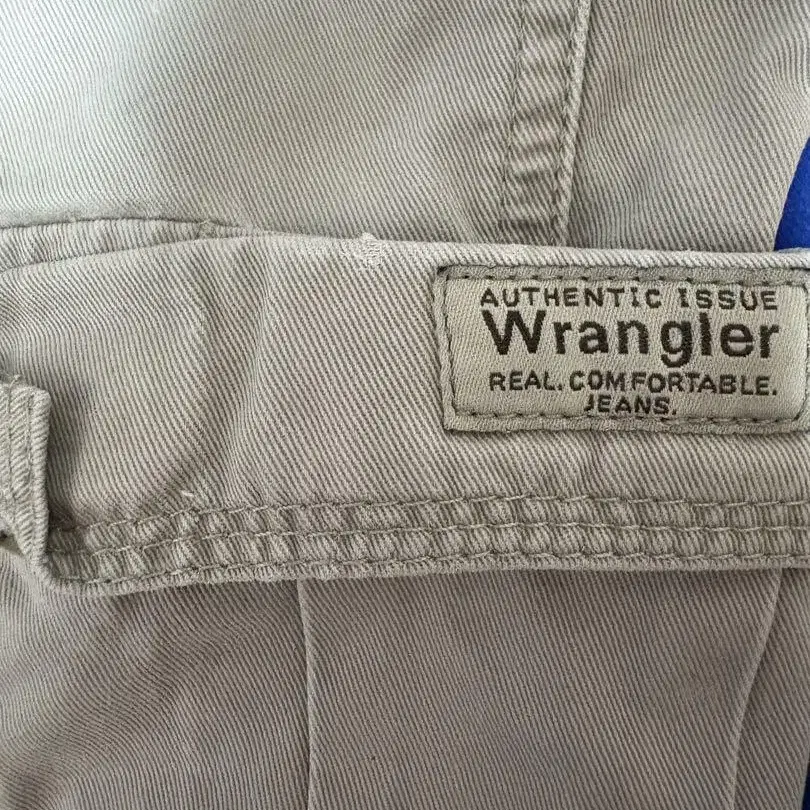 AUTHENTIC ISSUE
Wrangler
REAL. COMFORTABLE.
JEANS.